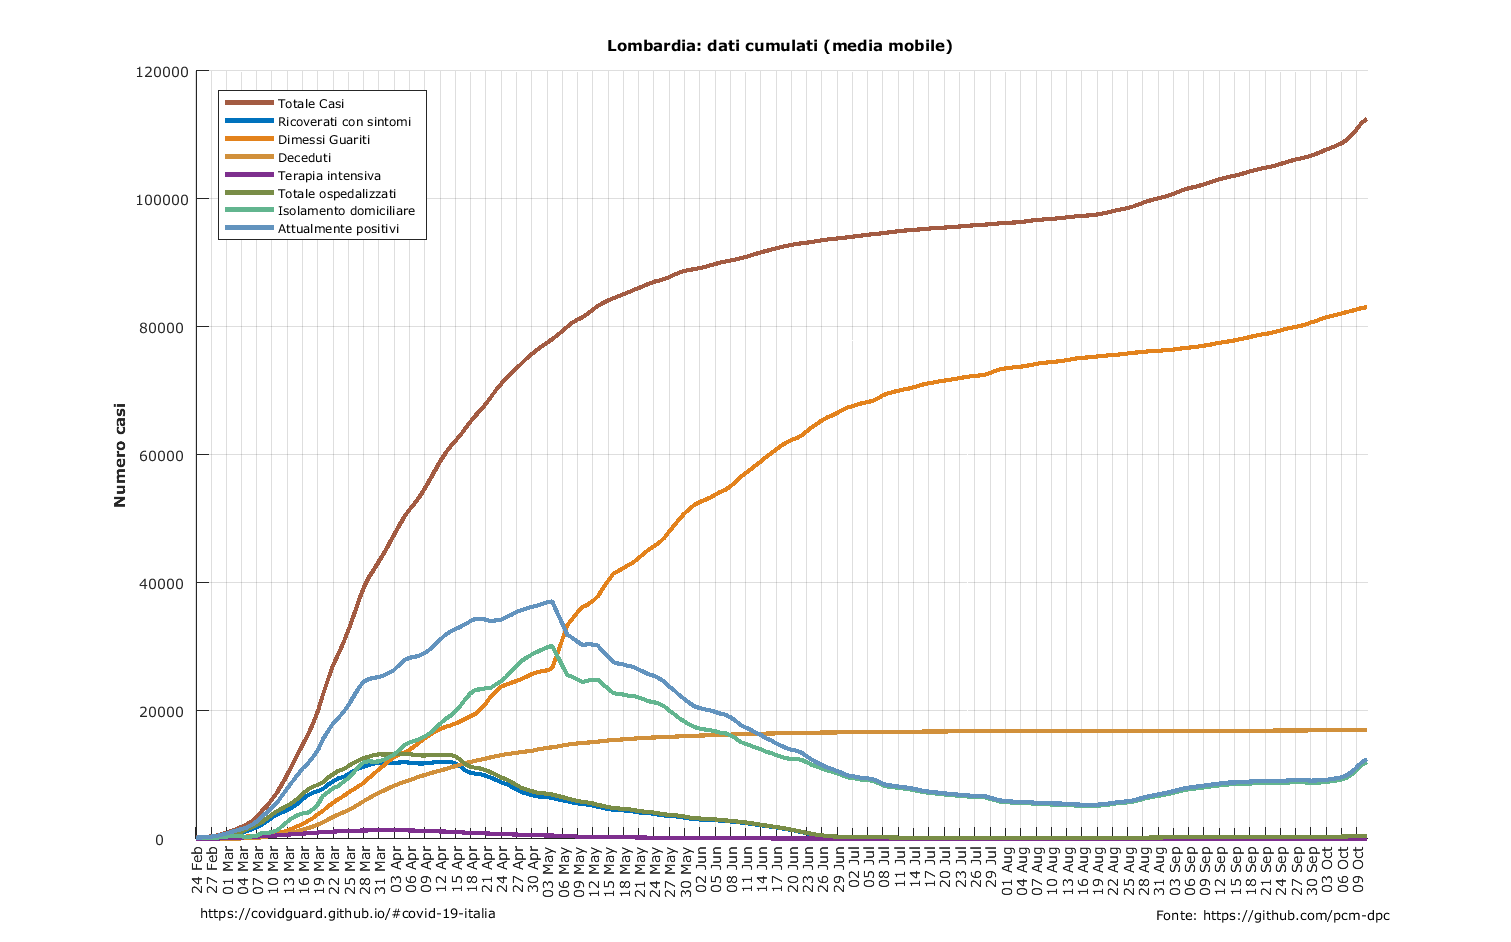 Lombardia: dati cumulati (media mobile)
120000
100000
80000
60000
40000
20000
0
Numero casi
Totale Casi
Ricoverati con sintomi
Dimessi Guariti
Deceduti
Terapia intensiva
Totale ospedalizzati
Isolamento domiciliare
Attualmente positivi
24 Feb
27 Feb
01 Mar
04 Mar
07 Mar
10 Mar
13 Mar
16 Mar
19 Mar
22 Mar
25 Mar
28 Mar
31 Mar
03 Apr
06 Apr
09 Apr
12 Apr
15 Apr
18 Apr
21 Apr
24 Apr
27 Apr
30 Apr
03 May
06 May
09 May
12 May
15 May
18 May
21 May
24 May
27 May
30 May
02 Jun
05 Jun
08 Jun
11 Jun
14 Jun
17 Jun
20 Jun
23 Jun
26 Jun
29 Jun
02 Jul
05 Jul
08 Jul
11 Jul
14 Jul
17 Jul
20 Jul
23 Jul
26 Jul
29 Jul
01 Aug
04 Aug
07 Aug
10 Aug
13 Aug
16 Aug
19 Aug
22 Aug
25 Aug
28 Aug
31 Aug
03 Sep
06 Sep
09 Sep
12 Sep
15 Sep
18 Sep
21 Sep
24 Sep
27 Sep
30 Sep
03 Oct
06 Oct
09 Oct
https://covidguard.github.io/#covid-19-italia
Fonte: https://github.com/pcm-dpc